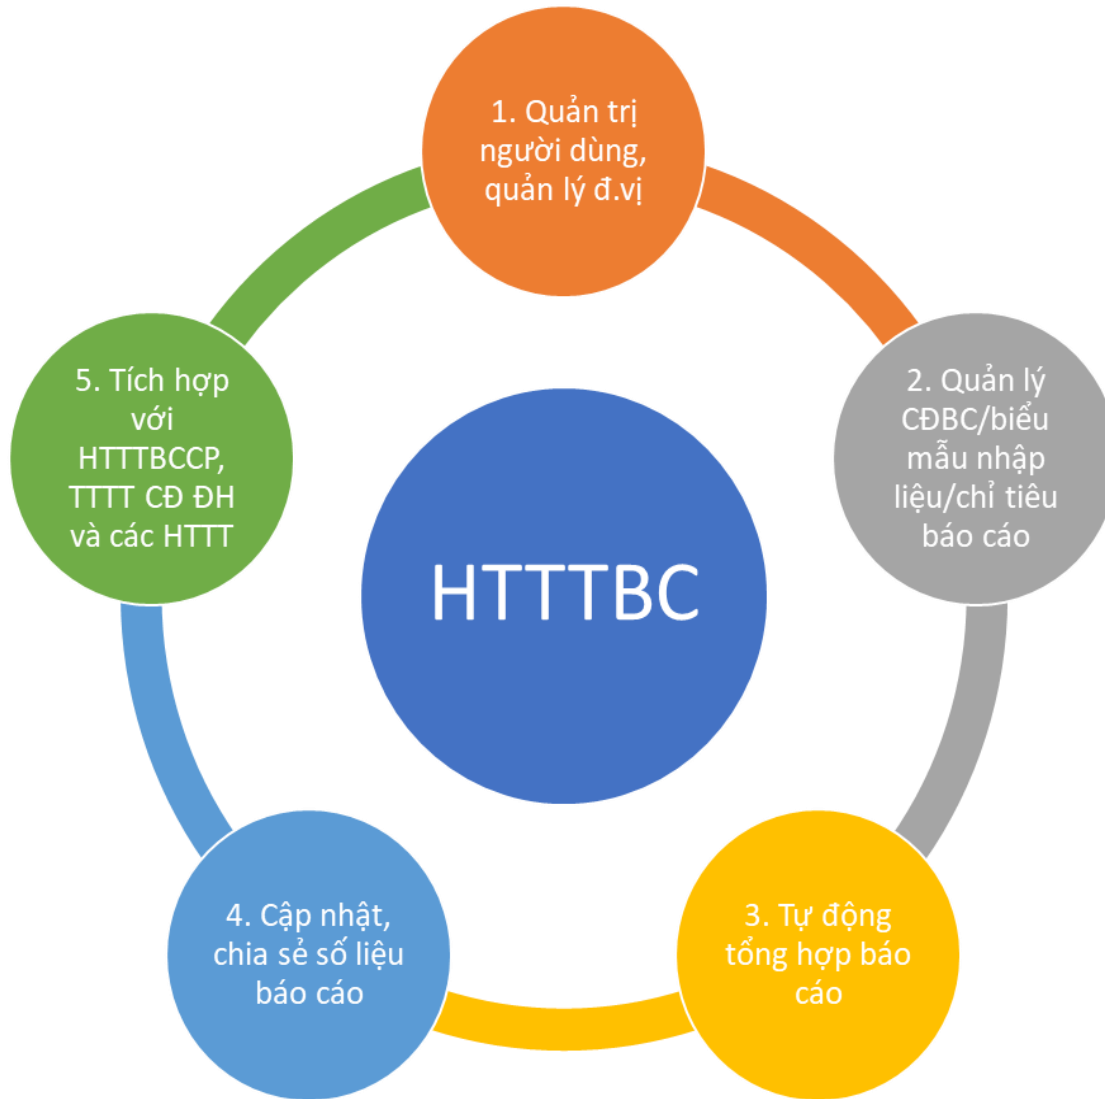 1. Quản trị
người dùng,
quản lý đ.vị
2. Quản lý
CĐBC/biểu
mẫu nhập
liệu/chỉ tiêu
báo cáo
3. Tự động
tổng hợp báo
cáo
4. Cập nhật,
chia sẻ số liệu
báo cáo
5. Tích hợp
với
HTTTBCCP,
TTTT CĐ ĐH
và các HTTT
HTTTBC